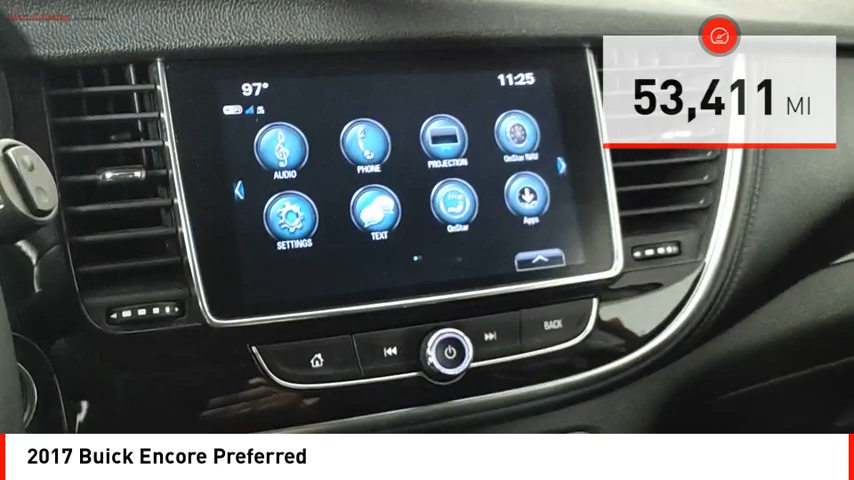 97°
11:25
53,411 MI
AUDIO
PHONE
PROJECTION
OnStar NAV
SETTINGS
TEXT
OnStar
Apps
BACK
2017 Buick Encore Preferred